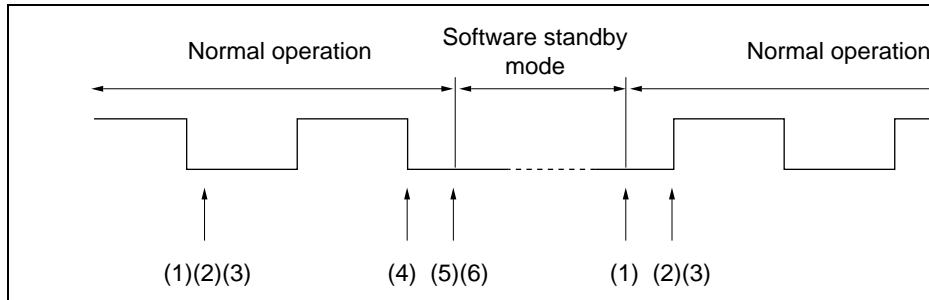 Normal operation
Software standby
mode
Normal operation
(1)(2)(3)
(4)
(5)(6)
(1)
(2)(3)